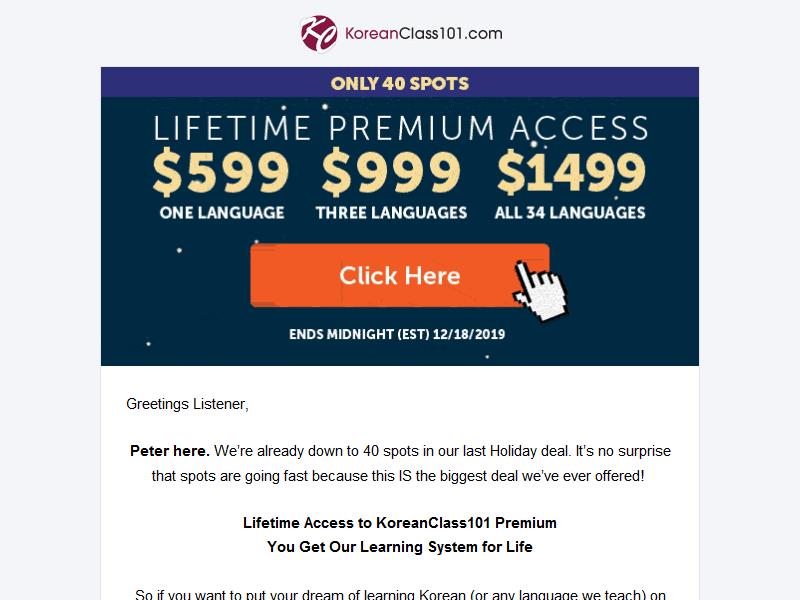 KoreanClass101.com
ONLY 40 SPOTS
LIFETIME PREMIUM ACCESS
$599 $999 $1499
ONE LANGUAGE THREE LANGUAGES ALL 34 LANGUAGES
Click Here
ENDS MIDNIGHT (EST) 12/18/2019
Greetings Listener,
Peter here. We're already down to 40 spots in our last Holiday deal. It's no surprise
that spots are going fast because this IS the biggest deal we've ever offered!
Lifetime Access to KoreanClass101 Premium
You Get Our Learning System for Life
So if you want to put your dream of learning Korean (or any language we teach) on